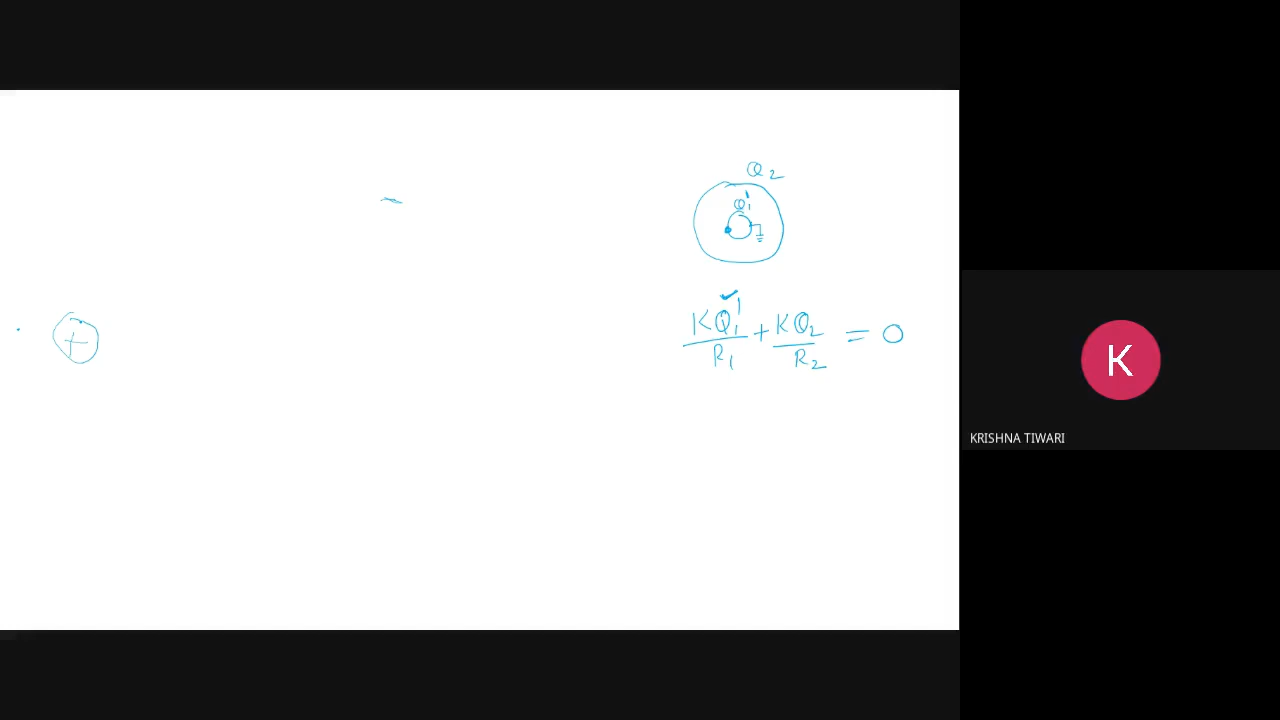 Q₂
Q₁'
KQ₁'/R₁ + KQ₂/R₂ = 0
+
K
KRISHNA TIWARI